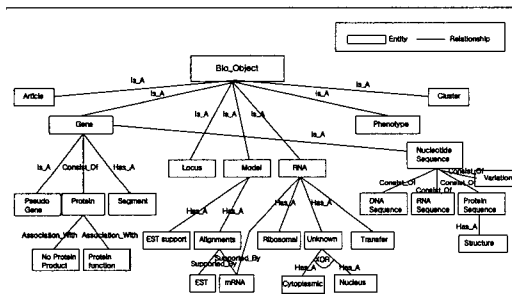 Entity
Relationship
Bio_Object
Is_A
Is_A
Article
Cluster
Is_A
Is_A
Is_A
Is_A
Is_A
Gene
Phenotype
Is_A
Locus
Model
RNA
Nucleotide
Sequence
Is_A
Consist_Of
Has_A
Consist_Of
Variation
Consist_Of
Consist_Of
Consist_Of
Pseudo
Gene
Protein
Segment
DNA
Sequence
RNA
Sequence
Protein
Sequence
Has_A
Has_A
Association_With
Association_With
EST support
Alignments
Ribosomal
Unknown
Transfer
Has_A
Structure
No Protein
Product
Protein
function
Supported_By
Supported_By
XOR
Has_A
Has_A
EST
mRNA
Cytoplasmic
Nucleus